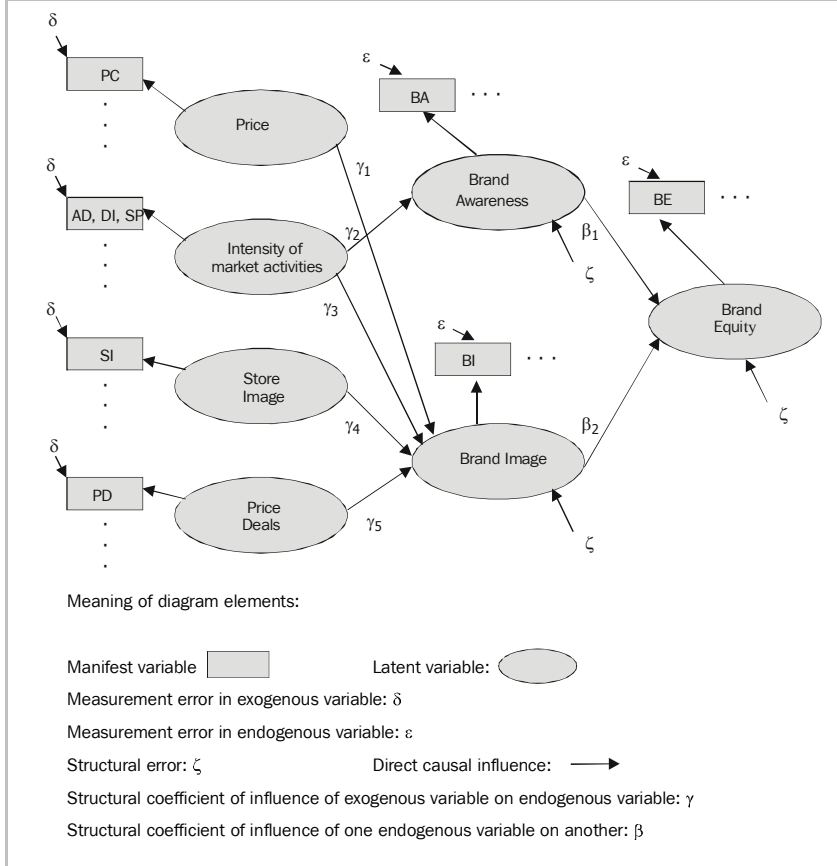 δ
PC
Price
δ
AD, DI, SP
Intensity of
market activities
δ
SI
Store
Image
δ
PD
Price
Deals
γ1
γ2
γ3
γ4
γ5
ε
BA
· · ·
Brand
Awareness
ζ
ε
BI
· · ·
Brand Image
ζ
β1
β2
ε
BE
· · ·
Brand
Equity
ζ
Meaning of diagram elements:
Manifest variable
Latent variable:
Measurement error in exogenous variable: δ
Measurement error in endogenous variable: ε
Structural error: ζ
Direct causal influence:
Structural coefficient of influence of exogenous variable on endogenous variable: γ
Structural coefficient of influence of one endogenous variable on another: β